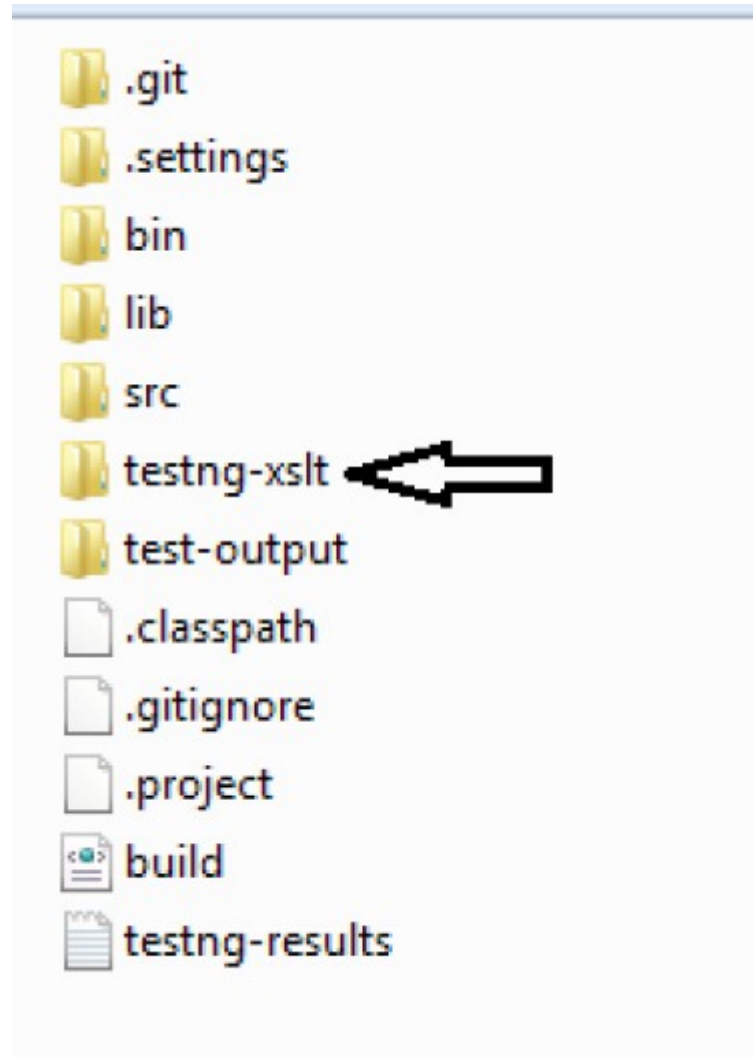 .git
.settings
bin
lib
src
testng-xslt
test-output
.classpath
.gitignore
.project
build
testng-results